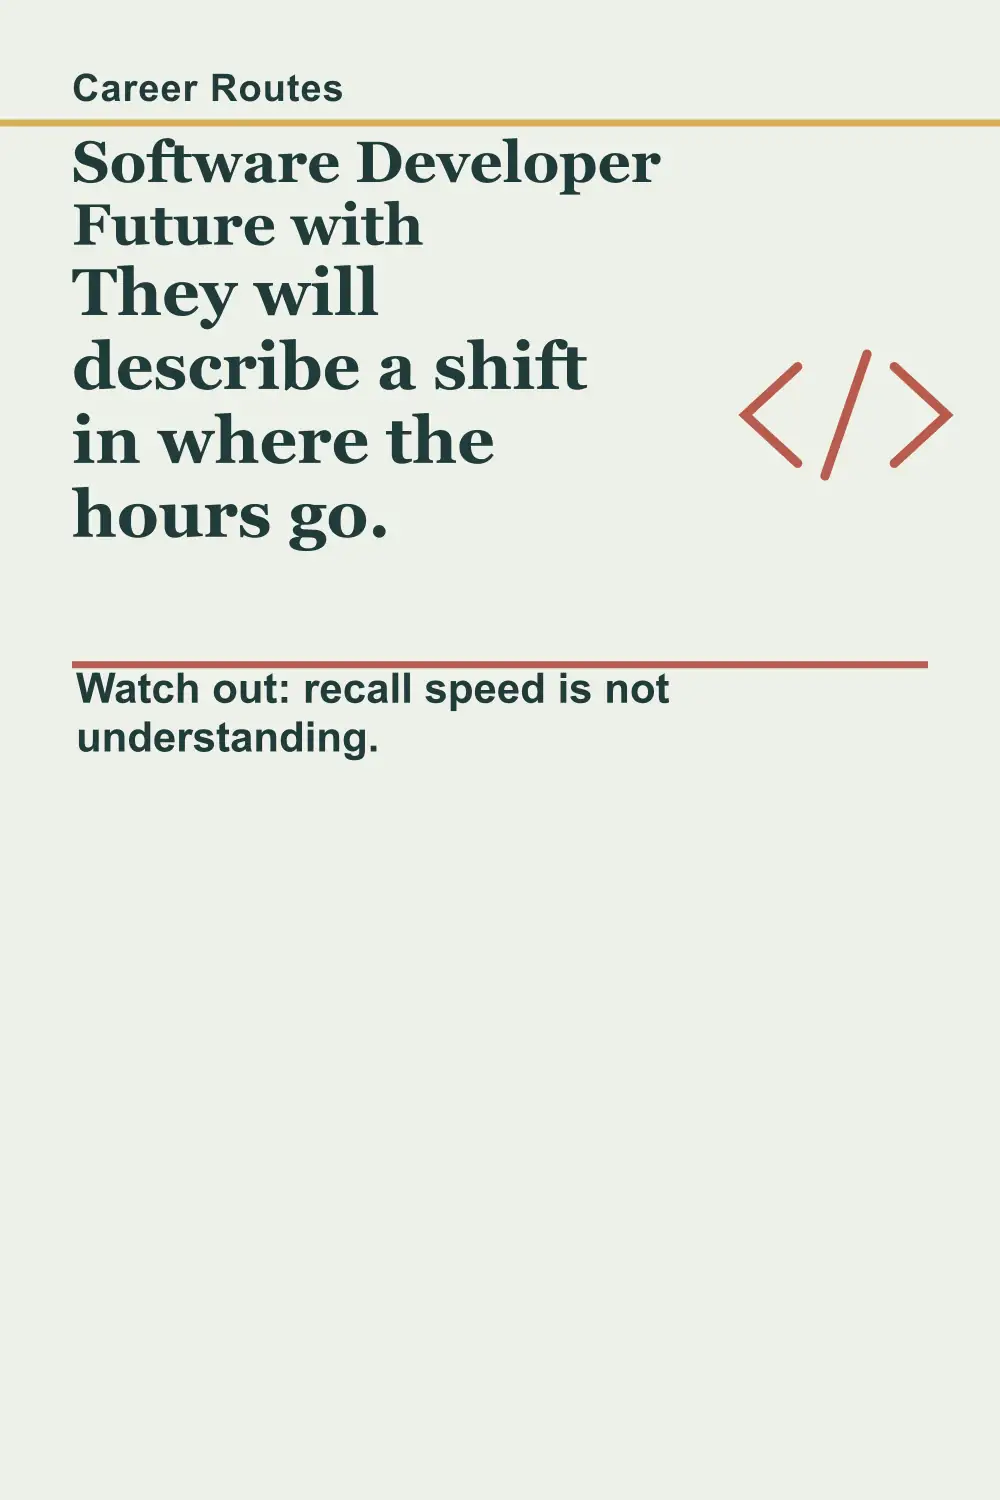 Career Routes
Software Developer
Future with
They will
describe a shift
in where the
hours go.
Watch out: recall speed is not
understanding.